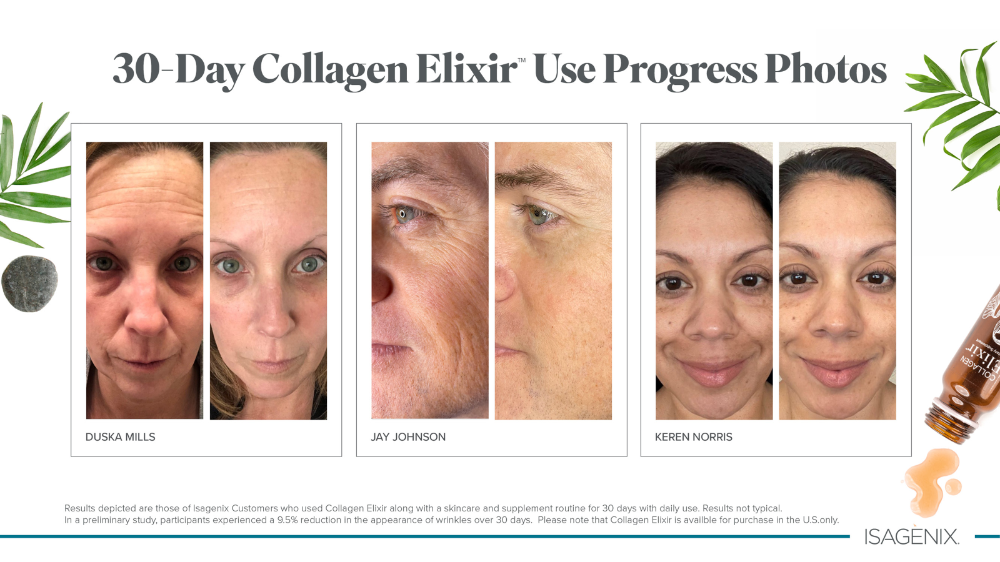 30-Day Collagen Elixir™ Use Progress Photos
DUSKA MILLS
JAY JOHNSON
KEREN NORRIS
COLLAGEN
Elixir™
Results depicted are those of Isagenix Customers who used Collagen Elixir along with a skincare and supplement routine for 30 days with daily use. Results not typical.
In a preliminary study, participants experienced a 9.5% reduction in the appearance of wrinkles over 30 days. Please note that Collagen Elixir is availble for purchase in the U.S.only.
ISAGENIX.